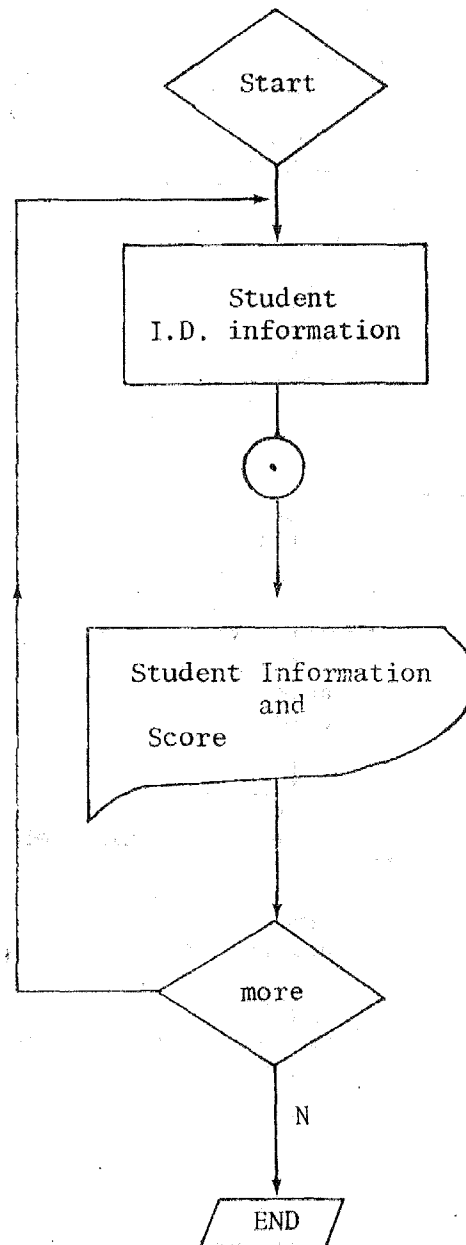 Start
Student
I.D. information
Student Information
and
Score
more
N
END